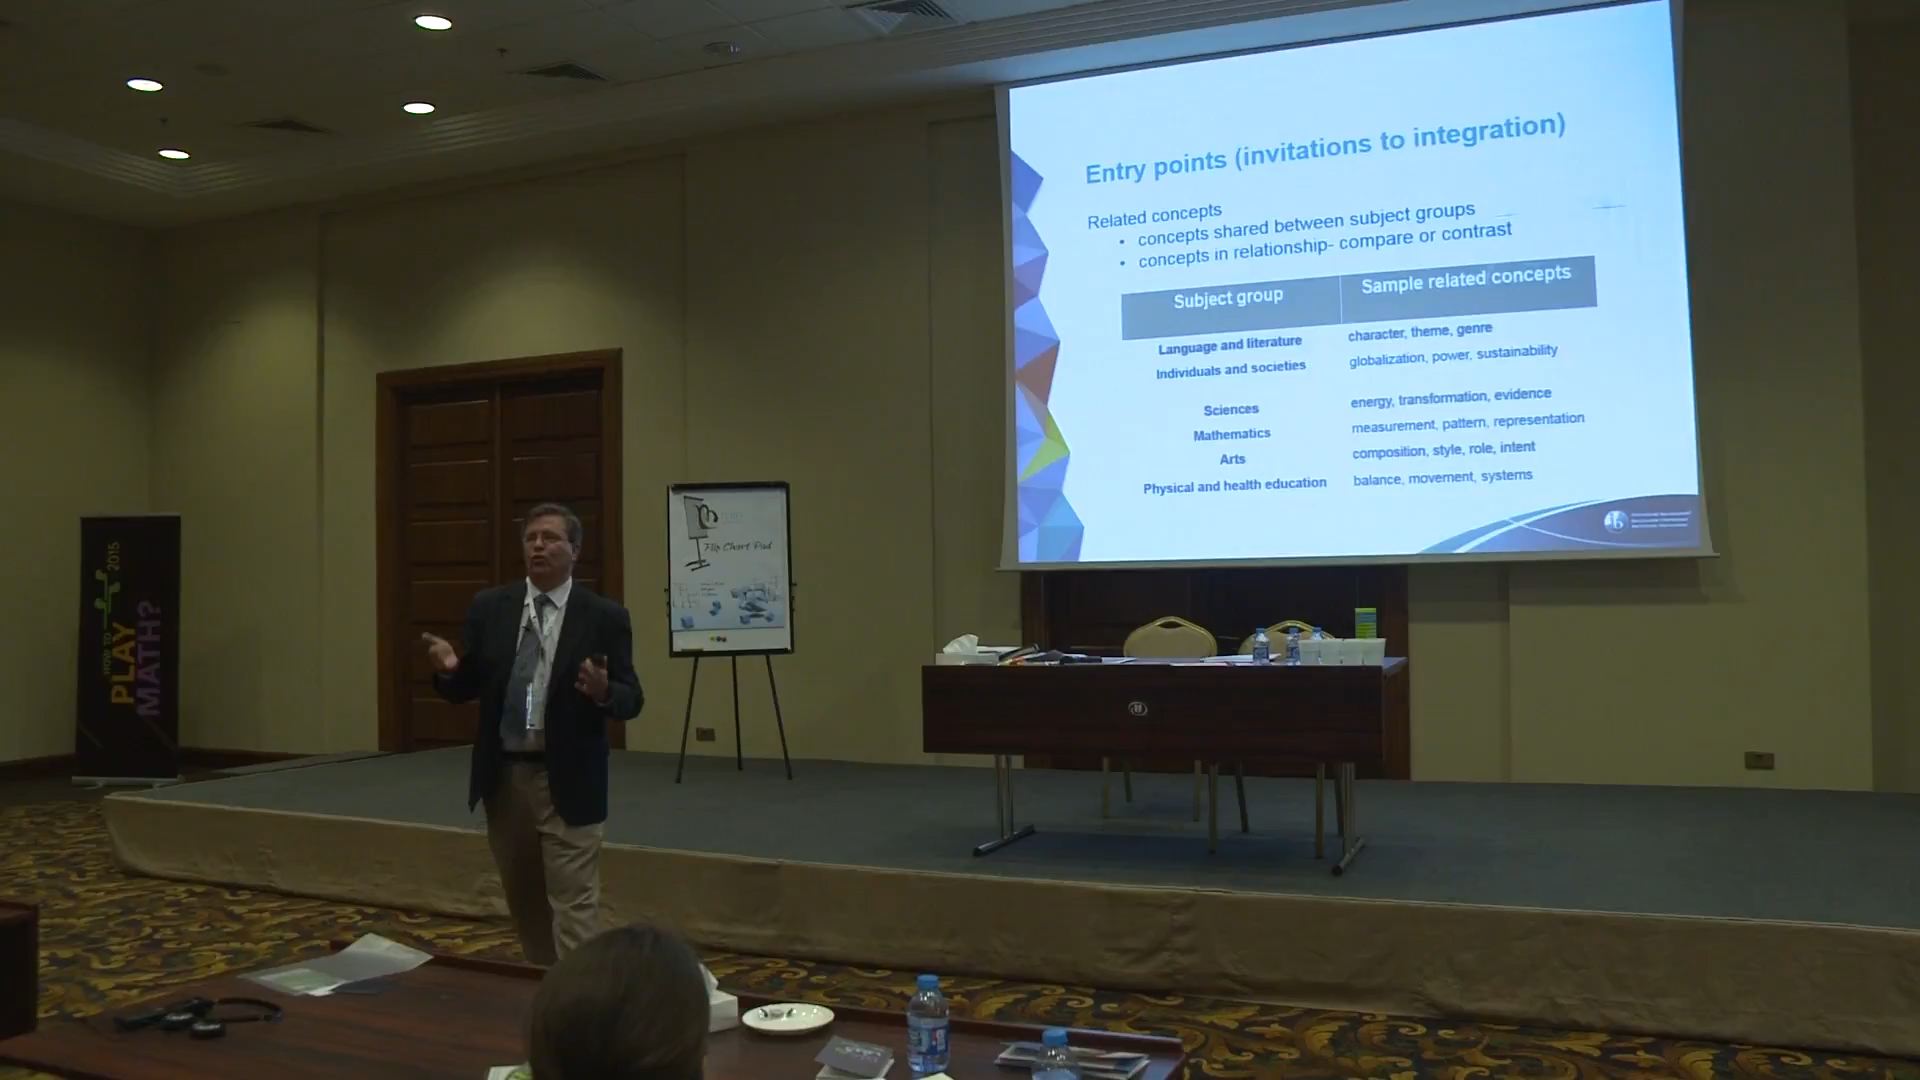 Entry points (invitations to integration)
Related concepts
• concepts shared between subject groups
• concepts in relationship- compare or contrast
Subject group Sample related concepts
Language and literature character, theme, genre
Individuals and societies globalization, power, sustainability
Sciences energy, transformation, evidence
Mathematics measurement, pattern, representation
Arts composition, style, role, intent
Physical and health education balance, movement, systems
Flip Chart Pad
HOW TO
PLAY
MATH?
2015